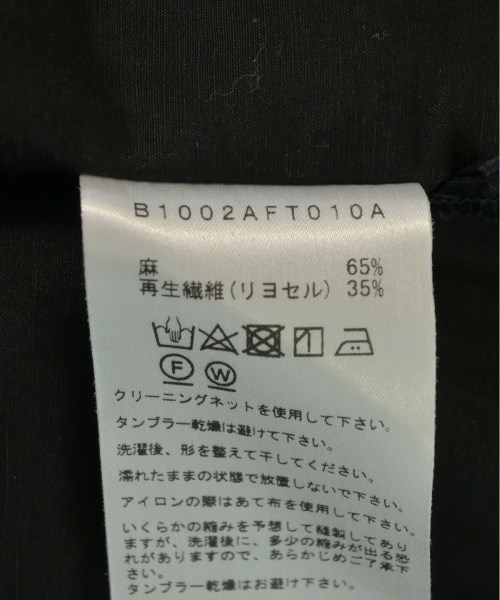 B1002AFT010A
麻 65%
再生繊維(リヨセル) 35%
F W
クリーニングネットを使用して下さい。
タンブラー乾燥は避けて下さい。
洗濯後、形を整えて干してください。
濡れたままの状態で放置しないで下さい。
アイロンの際はあて布を使用して下さい。
いくらかの縮みを予想して縫製してあり
ますが、洗濯後に、多少の縮みが出る恐
れがありますので、あらかじめご了承下
さい。
タンブラー乾燥はお避け下さい。